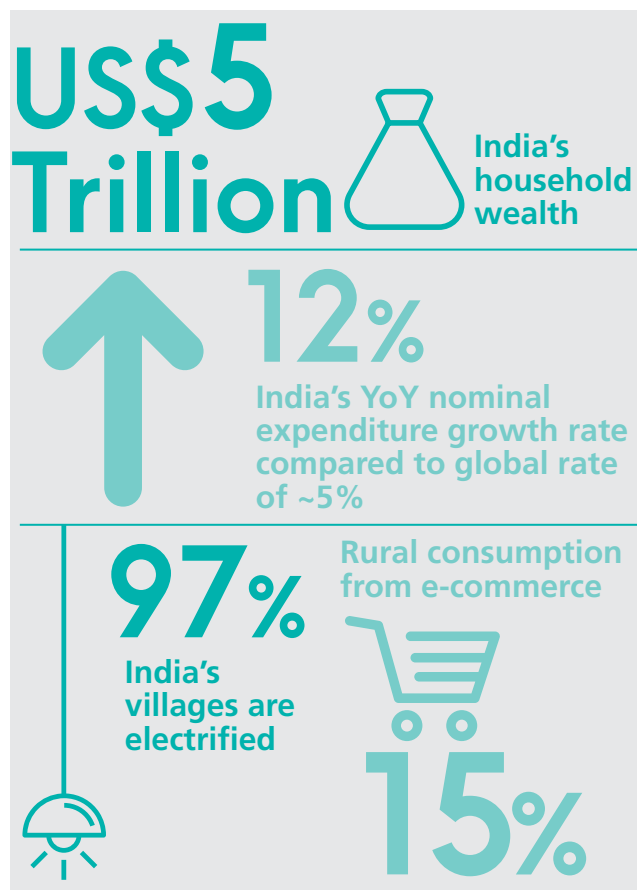 US$5
Trillion
India's
household
wealth
12%
India's YoY nominal
expenditure growth rate
compared to global rate
of ~5%
97%
India's
villages are
electrified
Rural consumption
from e-commerce
15%